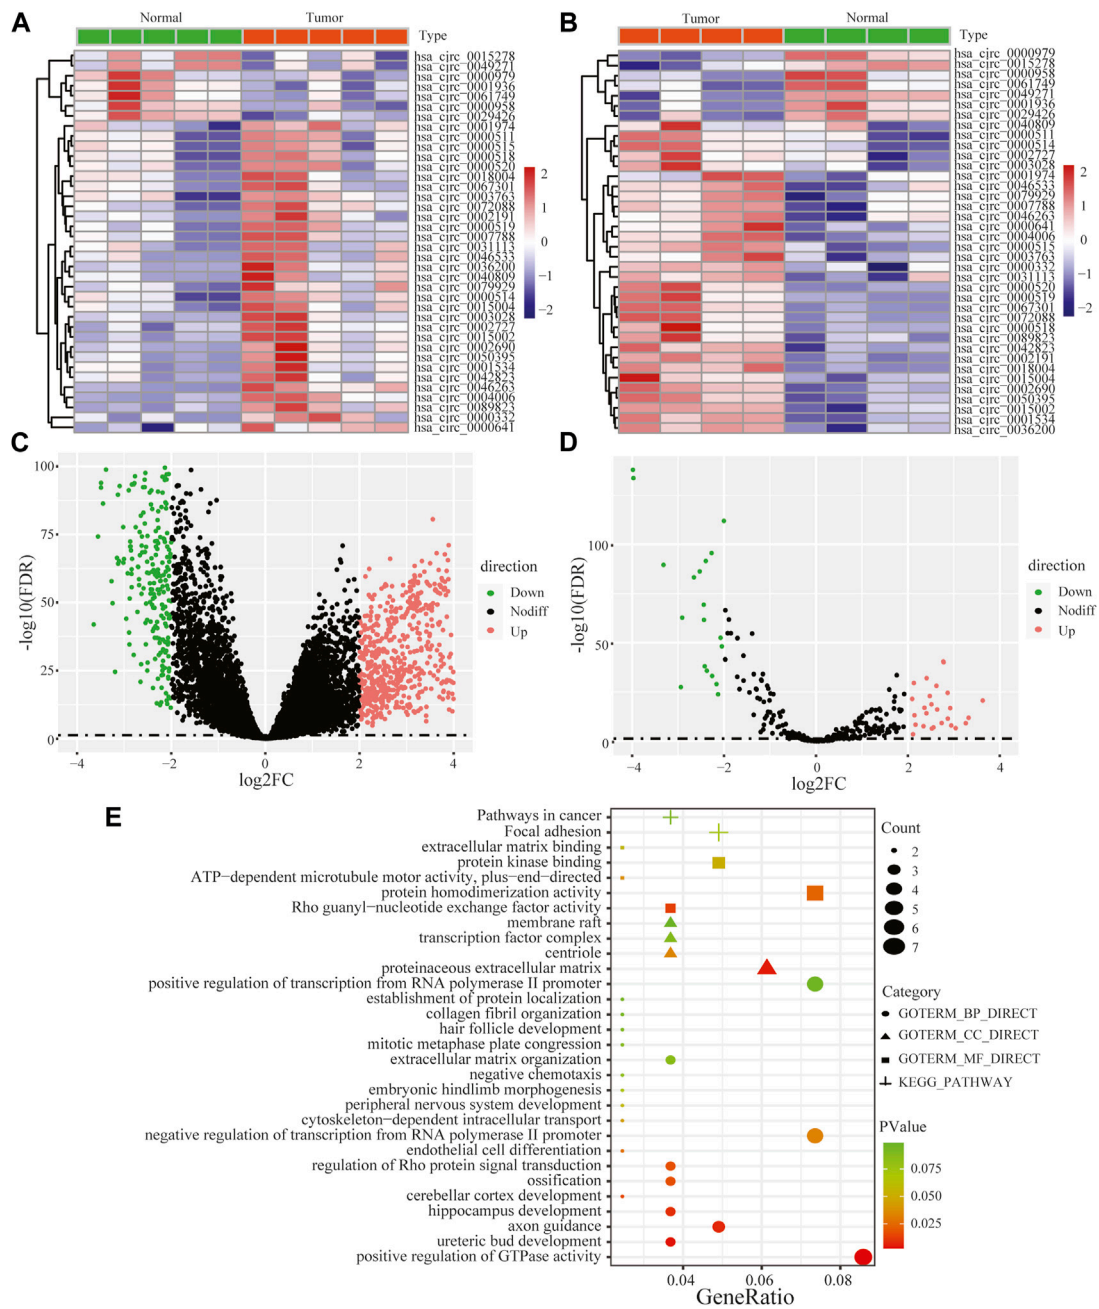 A
Normal
Tumor
Type
hsa_circ_0015278
hsa_circ_0049271
hsa_circ_0000979
hsa_circ_0001936
hsa_circ_0061749
hsa_circ_0000958
hsa_circ_0029426
hsa_circ_0001974
hsa_circ_0000511
hsa_circ_0000515
hsa_circ_0000518
hsa_circ_0000520
hsa_circ_0018004
hsa_circ_0067301
hsa_circ_0003763
hsa_circ_0072088
hsa_circ_0002191
hsa_circ_0000519
hsa_circ_0007788
hsa_circ_0031113
hsa_circ_0046533
hsa_circ_0036200
hsa_circ_0040809
hsa_circ_0079929
hsa_circ_0000514
hsa_circ_0015004
hsa_circ_0003028
hsa_circ_0002727
hsa_circ_0015002
hsa_circ_0002690
hsa_circ_0050395
hsa_circ_0001534
hsa_circ_0042823
hsa_circ_0046263
hsa_circ_0004006
hsa_circ_0089823
hsa_circ_0000332
hsa_circ_0000641
2
1
0
−1
−2
B
Tumor
Normal
Type
hsa_circ_0000979
hsa_circ_0015278
hsa_circ_0000958
hsa_circ_0061749
hsa_circ_0049271
hsa_circ_0001936
hsa_circ_0029426
hsa_circ_0040809
hsa_circ_0000511
hsa_circ_0000514
hsa_circ_0002727
hsa_circ_0003028
hsa_circ_0001974
hsa_circ_0046533
hsa_circ_0079929
hsa_circ_0007788
hsa_circ_0046263
hsa_circ_0000641
hsa_circ_0004006
hsa_circ_0000515
hsa_circ_0003763
hsa_circ_0000332
hsa_circ_0031113
hsa_circ_0000520
hsa_circ_0000519
hsa_circ_0067301
hsa_circ_0072088
hsa_circ_0000518
hsa_circ_0089823
hsa_circ_0042823
hsa_circ_0002191
hsa_circ_0018004
hsa_circ_0015004
hsa_circ_0002690
hsa_circ_0050395
hsa_circ_0015002
hsa_circ_0001534
hsa_circ_0036200
2
1
0
−1
−2
C
100
75
50
25
0
-log10(FDR)
−4
−2
0
2
4
log2FC
direction
Down
Nodiff
Up
D
100
50
0
-log10(FDR)
−4
−2
0
2
4
log2FC
direction
Down
Nodiff
Up
E
Pathways in cancer
Focal adhesion
extracellular matrix binding
protein kinase binding
ATP−dependent microtubule motor activity, plus−end−directed
protein homodimerization activity
Rho guanyl−nucleotide exchange factor activity
membrane raft
transcription factor complex
centriole
proteinaceous extracellular matrix
positive regulation of transcription from RNA polymerase II promoter
establishment of protein localization
collagen fibril organization
hair follicle development
mitotic metaphase plate congression
extracellular matrix organization
negative chemotaxis
embryonic hindlimb morphogenesis
peripheral nervous system development
cytoskeleton−dependent intracellular transport
negative regulation of transcription from RNA polymerase II promoter
endothelial cell differentiation
regulation of Rho protein signal transduction
ossification
cerebellar cortex development
hippocampus development
axon guidance
ureteric bud development
positive regulation of GTPase activity
0.04
0.06
0.08
GeneRatio
Count
2
3
4
5
6
7
Category
GOTERM_BP_DIRECT
GOTERM_CC_DIRECT
GOTERM_MF_DIRECT
KEGG_PATHWAY
PValue
0.075
0.050
0.025